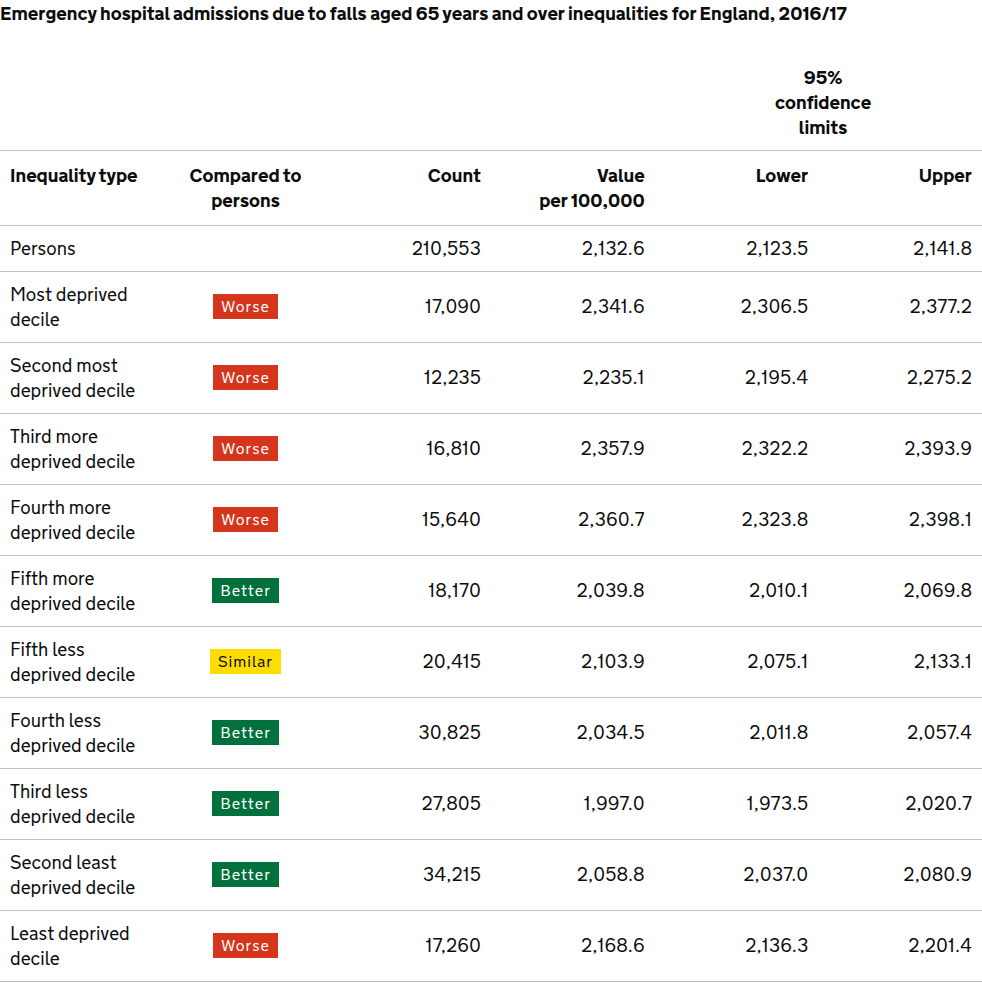 Emergency hospital admissions due to falls aged 65 years and over inequalities for England, 2016/17
95%
confidence
limits
Inequality type Compared to persons Count Value per 100,000 Lower Upper
Persons 210,553 2,132.6 2,123.5 2,141.8
Most deprived decile Worse 17,090 2,341.6 2,306.5 2,377.2
Second most deprived decile Worse 12,235 2,235.1 2,195.4 2,275.2
Third more deprived decile Worse 16,810 2,357.9 2,322.2 2,393.9
Fourth more deprived decile Worse 15,640 2,360.7 2,323.8 2,398.1
Fifth more deprived decile Better 18,170 2,039.8 2,010.1 2,069.8
Fifth less deprived decile Similar 20,415 2,103.9 2,075.1 2,133.1
Fourth less deprived decile Better 30,825 2,034.5 2,011.8 2,057.4
Third less deprived decile Better 27,805 1,997.0 1,973.5 2,020.7
Second least deprived decile Better 34,215 2,058.8 2,037.0 2,080.9
Least deprived decile Worse 17,260 2,168.6 2,136.3 2,201.4